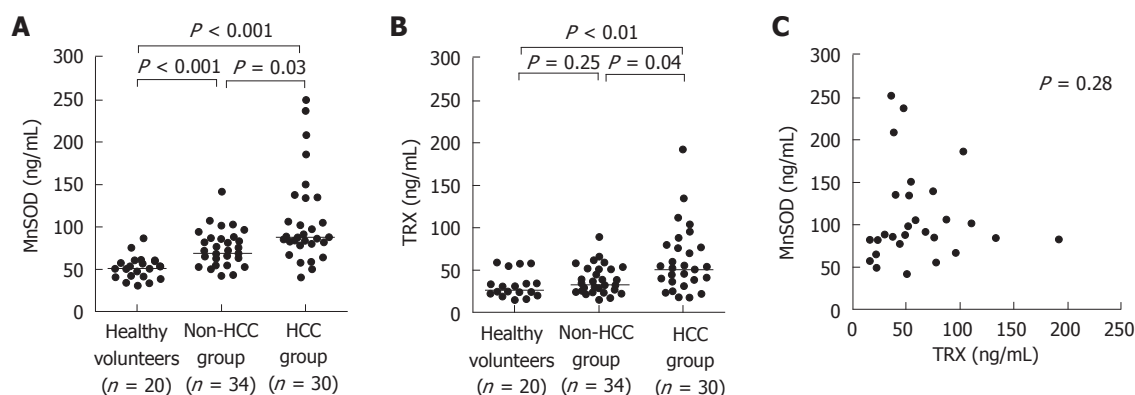 A
P < 0.001
P < 0.001
P = 0.03
300
250
200
150
100
50
0
MnSOD (ng/mL)
Healthy
volunteers
(n = 20)
Non-HCC
group
(n = 34)
HCC
group
(n = 30)
B
P < 0.01
P = 0.25
P = 0.04
300
250
200
150
100
50
0
TRX (ng/mL)
Healthy
volunteers
(n = 20)
Non-HCC
group
(n = 34)
HCC
group
(n = 30)
C
P = 0.28
300
250
200
150
100
50
0
MnSOD (ng/mL)
0 50 100 150 200 250
TRX (ng/mL)